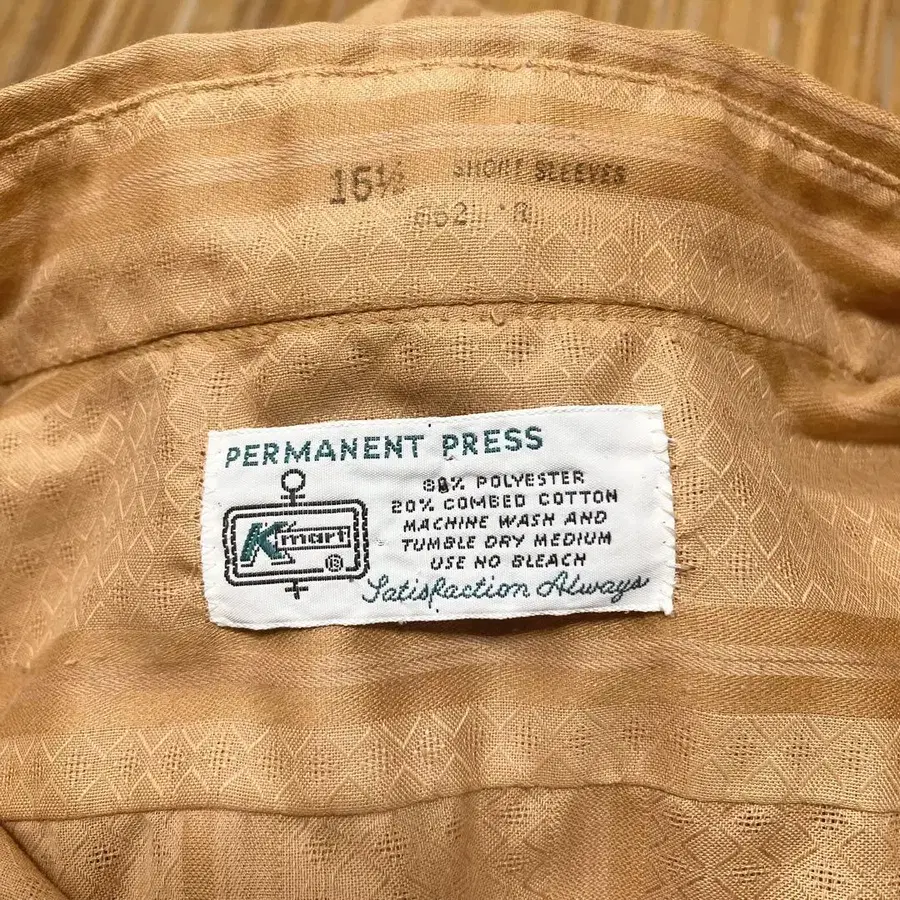 16½ SHORT SLEEVES
PERMANENT PRESS
80% POLYESTER
20% COMBED COTTON
MACHINE WASH AND
TUMBLE DRY MEDIUM
USE NO BLEACH
Kmart ®
Satisfaction Always